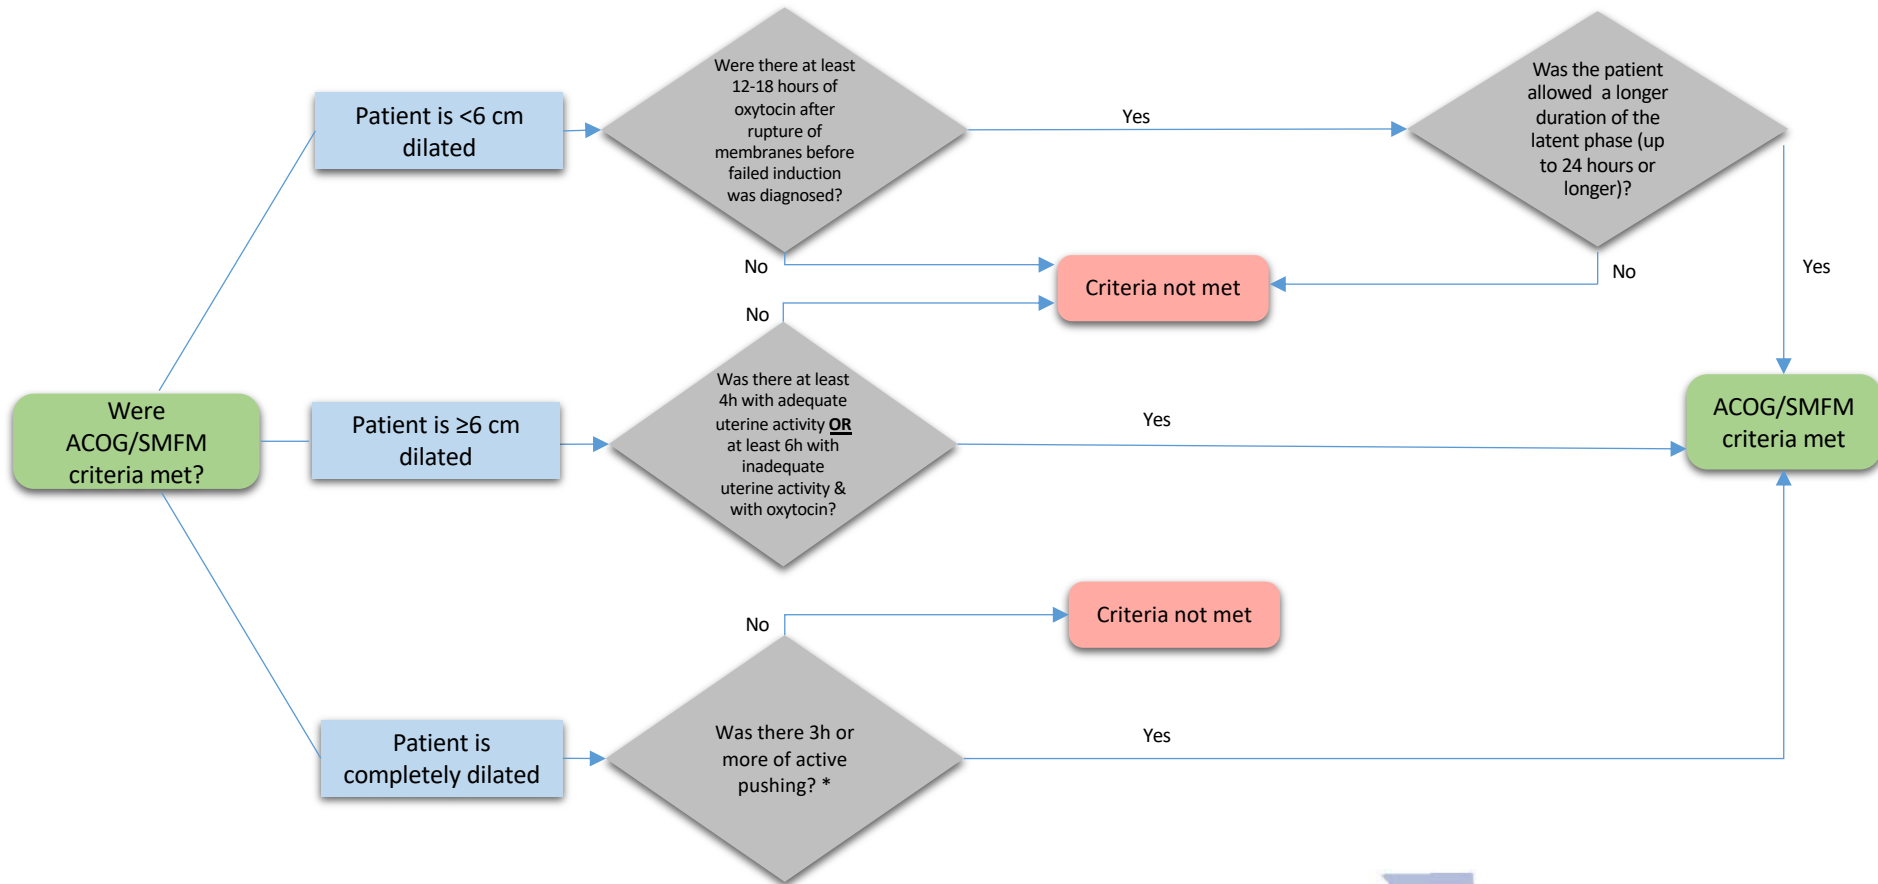 Were there at least
12-18 hours of
oxytocin after
rupture of
membranes before
failed induction
was diagnosed?
Was the patient
allowed a longer
duration of the
latent phase (up
to 24 hours or
longer)?
Patient is <6 cm
dilated
Yes
No
Criteria not met
No
Yes
No
Was there at least
4h with adequate
uterine activity OR
at least 6h with
inadequate
uterine activity &
with oxytocin?
Were
ACOG/SMFM
criteria met?
Patient is ≥6 cm
dilated
Yes
ACOG/SMFM
criteria met
No
Criteria not met
Patient is
completely dilated
Was there 3h or
more of active
pushing? *
Yes